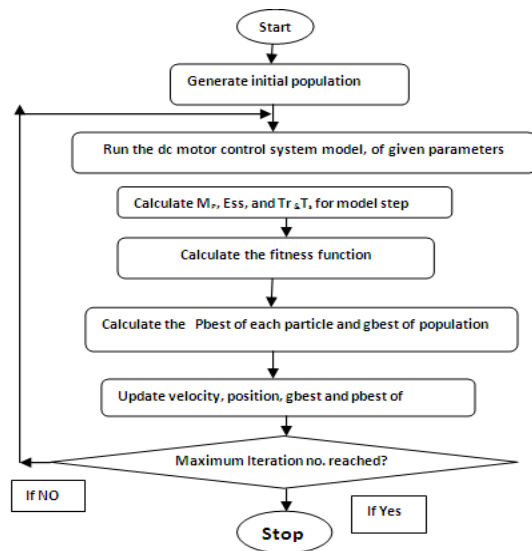 Start
Generate initial population
Run the dc motor control system model, of given parameters
Calculate MP, Ess, and Tr & Ts for model step
Calculate the fitness function
Calculate the Pbest of each particle and gbest of population
Update velocity, position, gbest and pbest of
Maximum Iteration no. reached?
If NO
If Yes
Stop